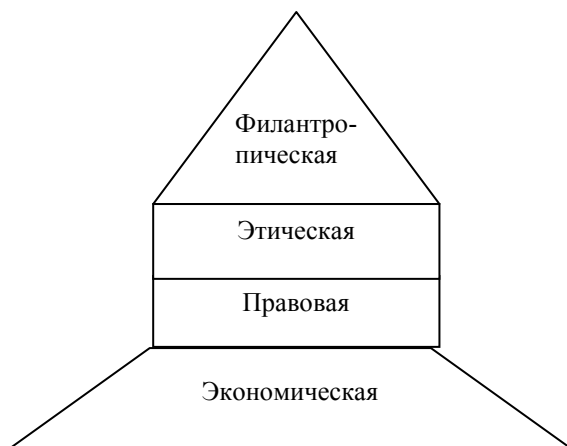 Филантро-
пическая
Этическая
Правовая
Экономическая